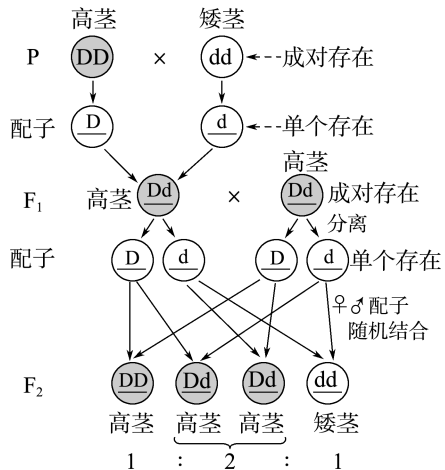 高茎 矮茎
P DD × dd 成对存在
配子 D d 单个存在
高茎
F₁ 高茎 Dd × Dd 成对存在
分离
配子 D d D d 单个存在
♀♂配子
随机结合
F₂ DD Dd Dd dd
高茎 高茎 高茎 矮茎
1 : 2 : 1